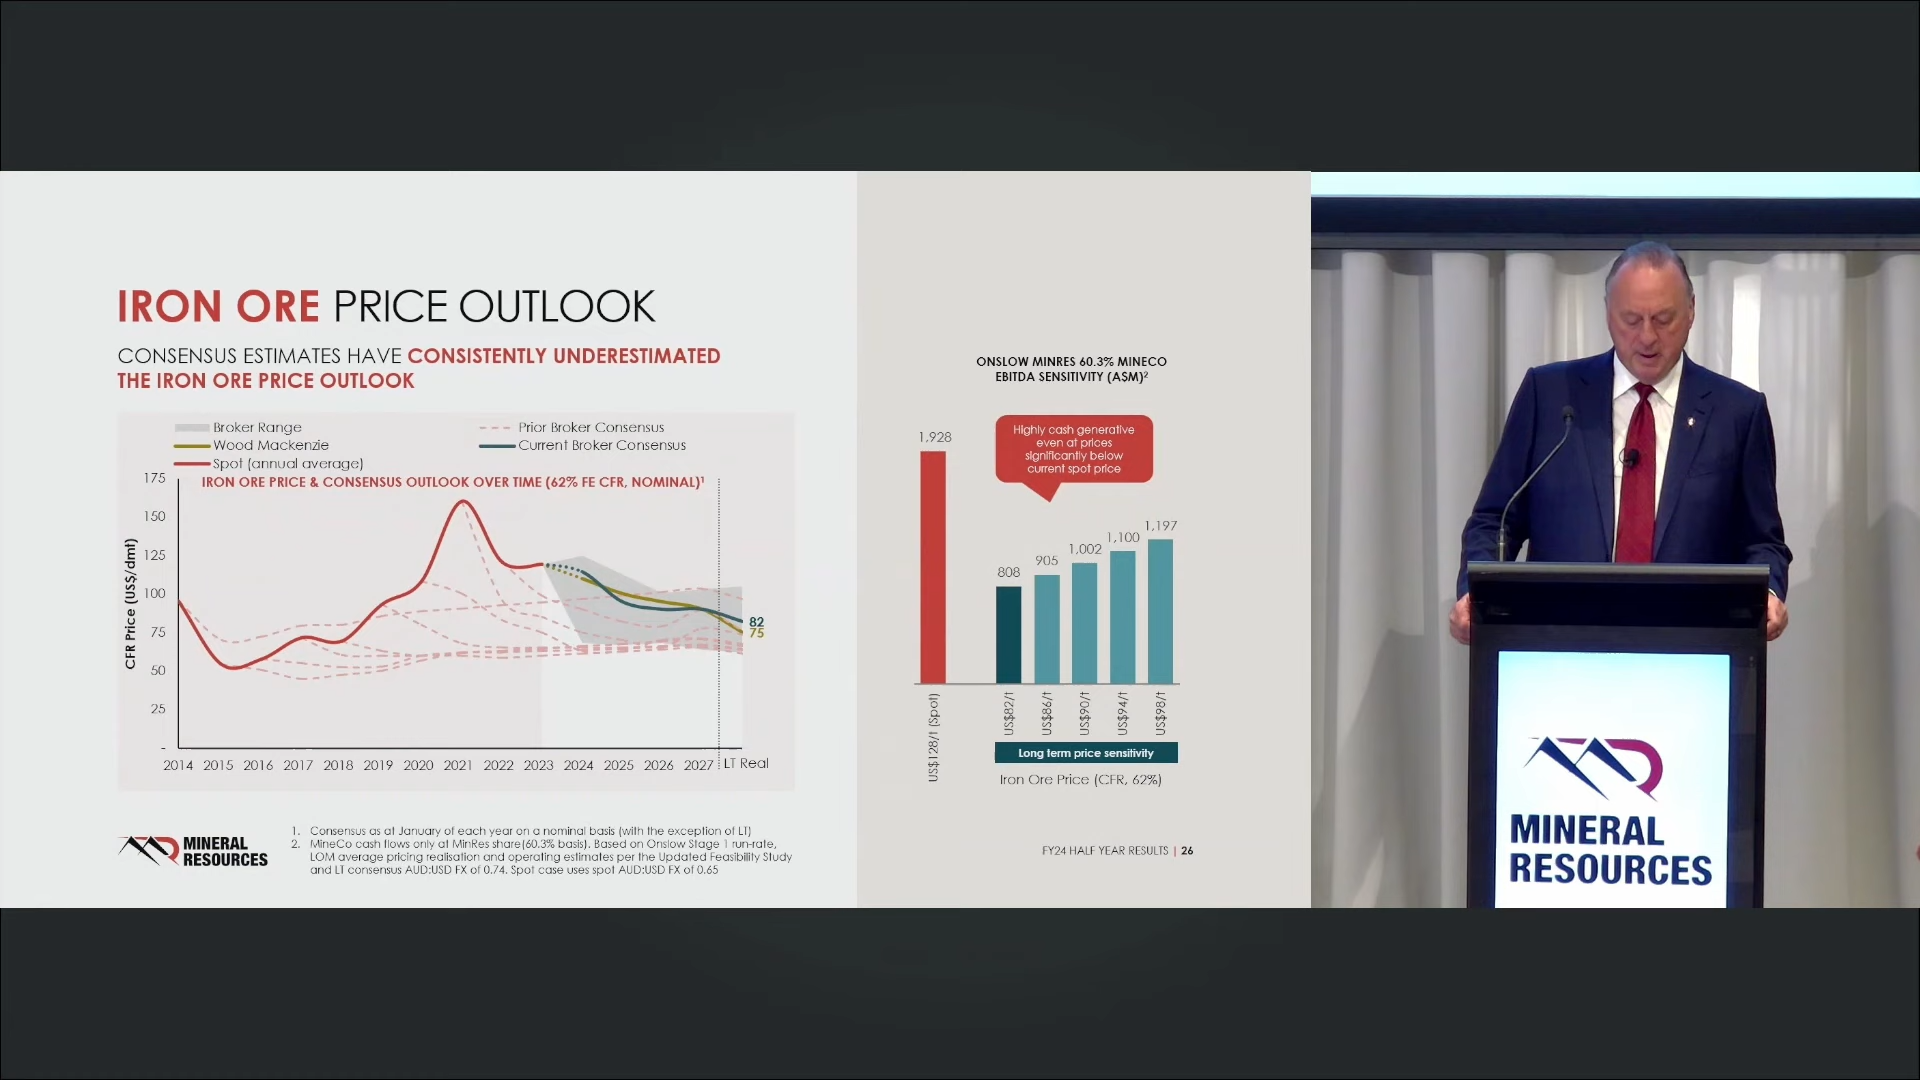 IRON ORE PRICE OUTLOOK
CONSENSUS ESTIMATES HAVE CONSISTENTLY UNDERESTIMATED
THE IRON ORE PRICE OUTLOOK
Broker Range
Prior Broker Consensus
Wood Mackenzie
Current Broker Consensus
Spot (annual average)
IRON ORE PRICE & CONSENSUS OUTLOOK OVER TIME (62% FE CFR, NOMINAL)¹
CFR Price (US$/dmt)
175
150
125
100
75
50
25
-
82
75
2014 2015 2016 2017 2018 2019 2020 2021 2022 2023 2024 2025 2026 2027 LT Real
MINERAL
RESOURCES
1. Consensus as at January of each year on a nominal basis (with the exception of LT)
2. MineCo cash flows only at MinRes share(60.3% basis). Based on Onslow Stage 1 run-rate,
LOM average pricing realisation and operating estimates per the Updated Feasibility Study
and LT consensus AUD:USD FX of 0.74. Spot case uses spot AUD:USD FX of 0.65
ONSLOW MINRES 60.3% MINECO
EBITDA SENSITIVITY (A$M)²
Highly cash generative
even at prices
significantly below
current spot price
1,928
808
905
1,002
1,100
1,197
US$128/t (Spot)
US$82/t
US$86/t
US$90/t
US$94/t
US$98/t
Long term price sensitivity
Iron Ore Price (CFR, 62%)
FY24 HALF YEAR RESULTS | 26
MINERAL
RESOURCES